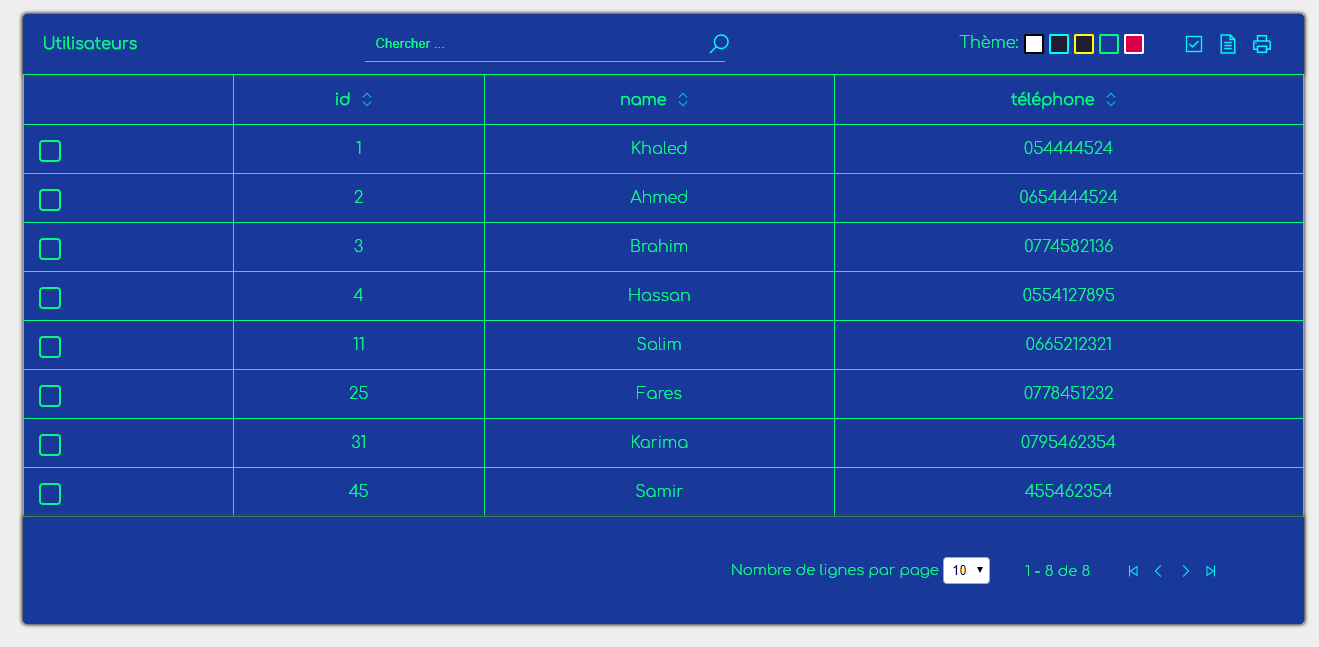 Utilisateurs Chercher ... Thème:
id name téléphone
1 Khaled 054444524
2 Ahmed 0654444524
3 Brahim 0774582136
4 Hassan 0554127895
11 Salim 0665212321
25 Fares 0778451232
31 Karima 0795462354
45 Samir 455462354
Nombre de lignes par page 10 1 - 8 de 8